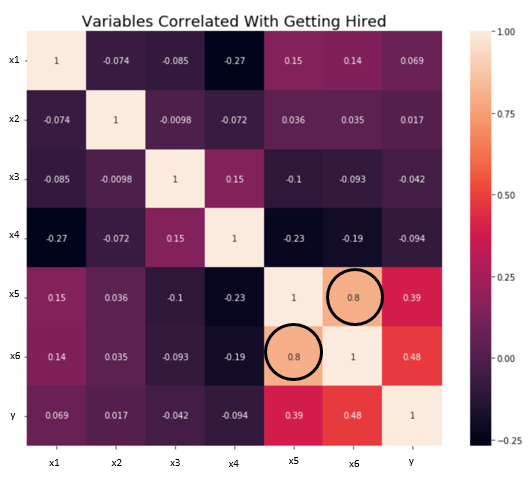 Variables Correlated With Getting Hired
x1 1 -0.074 -0.085 -0.27 0.15 0.14 0.069
x2 -0.074 1 -0.0098 -0.072 0.036 0.035 0.017
x3 -0.085 -0.0098 1 0.15 -0.1 -0.093 -0.042
x4 -0.27 -0.072 0.15 1 -0.23 -0.19 -0.094
x5 0.15 0.036 -0.1 -0.23 1 0.8 0.39
x6 0.14 0.035 -0.093 -0.19 0.8 1 0.48
y 0.069 0.017 -0.042 -0.094 0.39 0.48 1
x1 x2 x3 x4 x5 x6 y
1.00
0.75
0.50
0.25
0.00
−0.25